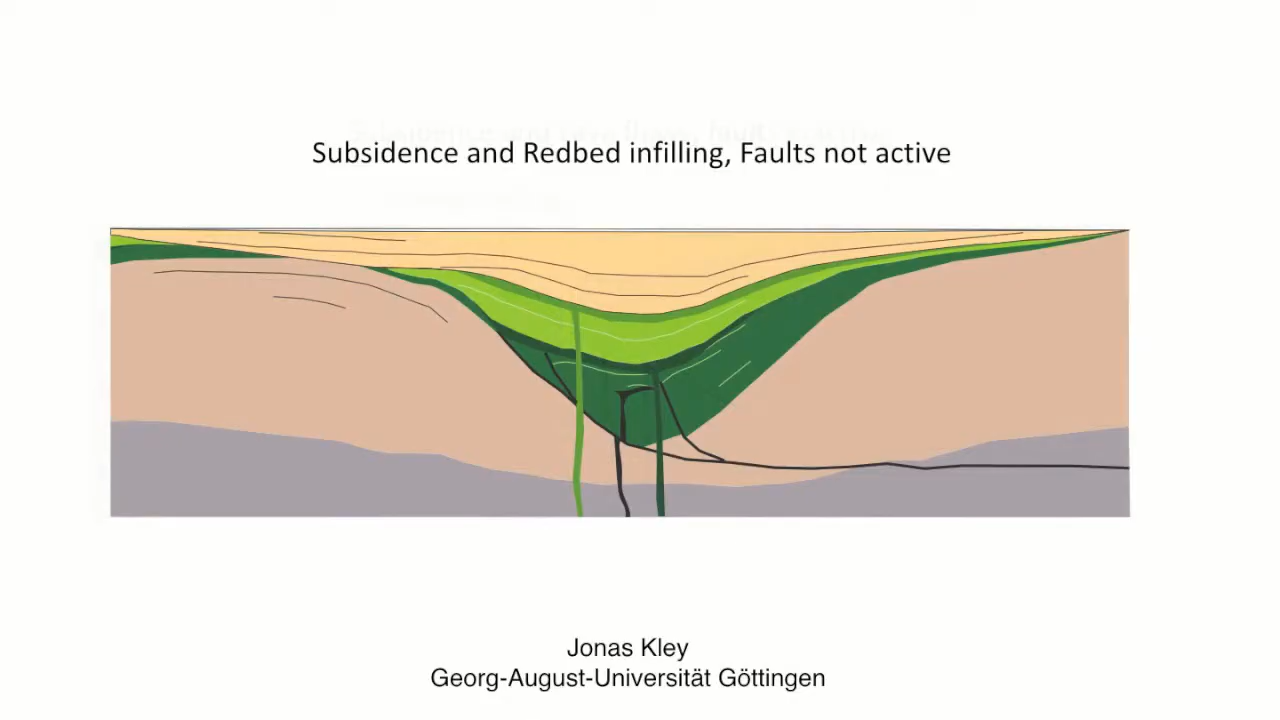 Subsidence and Redbed infilling, Faults not active
Jonas Kley
Georg-August-Universität Göttingen